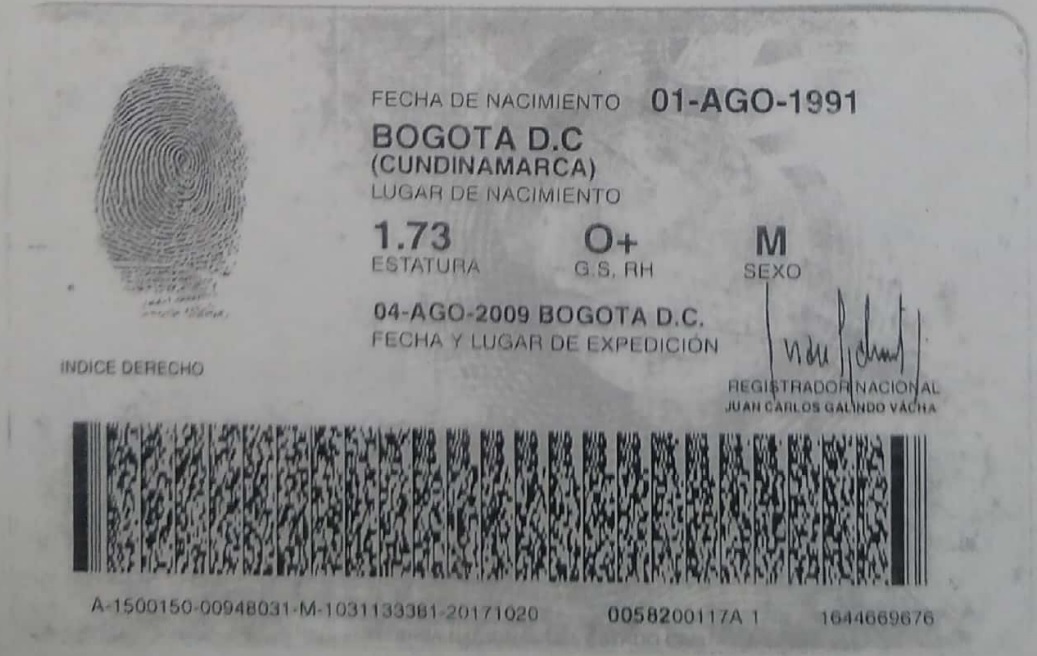 FECHA DE NACIMIENTO 01-AGO-1991
BOGOTA D.C
(CUNDINAMARCA)
LUGAR DE NACIMIENTO
1.73 O+ M
ESTATURA G.S. RH SEXO
04-AGO-2009 BOGOTA D.C.
FECHA Y LUGAR DE EXPEDICIÓN
INDICE DERECHO
REGISTRADOR NACIONAL
JUAN CARLOS GALINDO VACHA
A-1500150-00948031-M-1031133381-20171020 0058200117A 1 1644669676